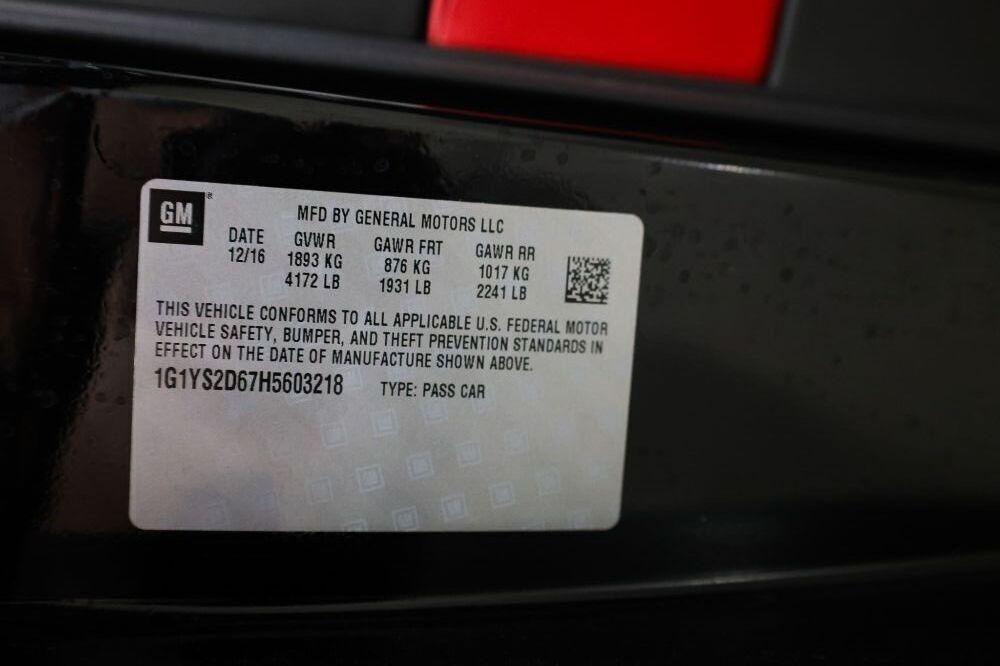 GM®
MFD BY GENERAL MOTORS LLC
DATE GVWR GAWR FRT GAWR RR
12/16 1893 KG 876 KG 1017 KG
4172 LB 1931 LB 2241 LB
THIS VEHICLE CONFORMS TO ALL APPLICABLE U.S. FEDERAL MOTOR
VEHICLE SAFETY, BUMPER, AND THEFT PREVENTION STANDARDS IN
EFFECT ON THE DATE OF MANUFACTURE SHOWN ABOVE.
1G1YS2D67H5603218 TYPE: PASS CAR